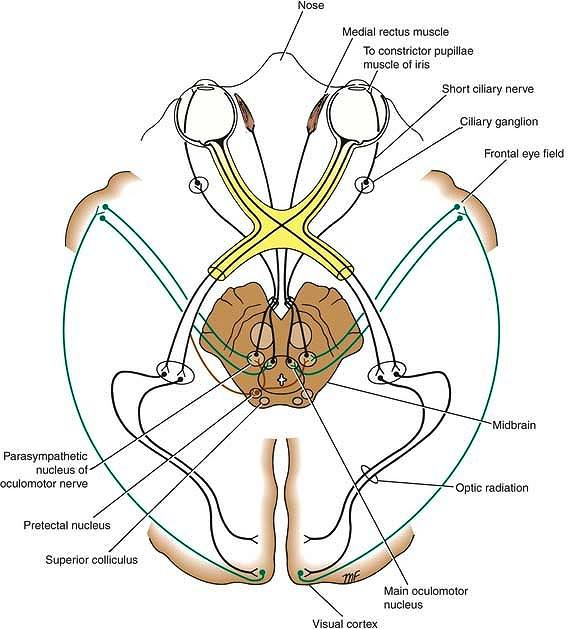 Nose
Medial rectus muscle
To constrictor pupillae
muscle of iris
Short ciliary nerve
Ciliary ganglion
Frontal eye field
Midbrain
Parasympathetic
nucleus of
oculomotor nerve
Optic radiation
Pretectal nucleus
Superior colliculus
MF
Main oculomotor
nucleus
Visual cortex